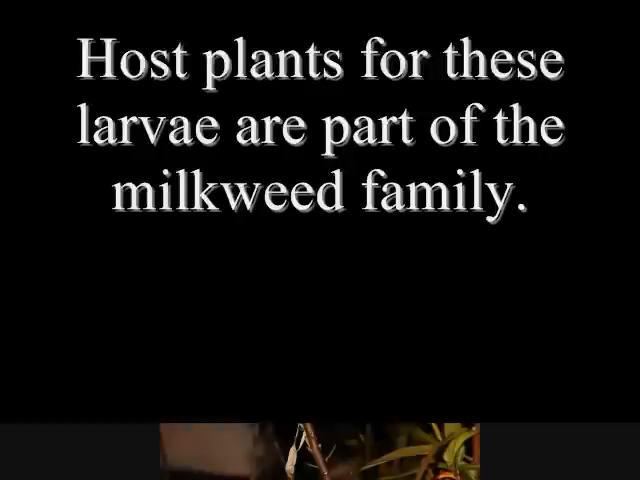 Host plants for these
larvae are part of the
milkweed family.